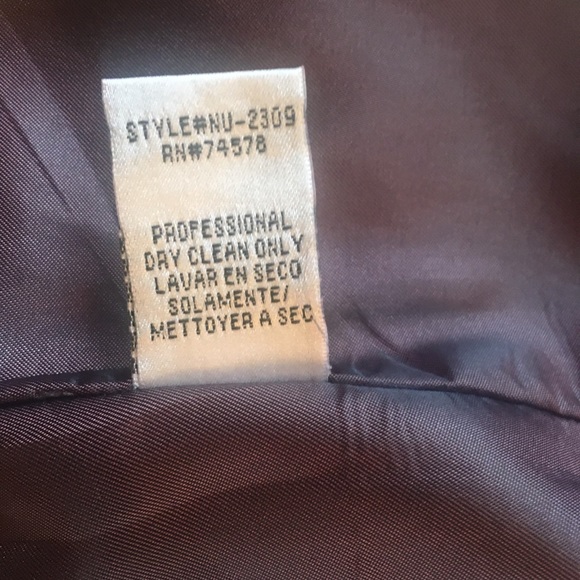 STYLE#NU-2309
RN#74578
PROFESSIONAL
DRY CLEAN ONLY
LAVAR EN SECO
SOLAMENTE/
METTOYER A SEC